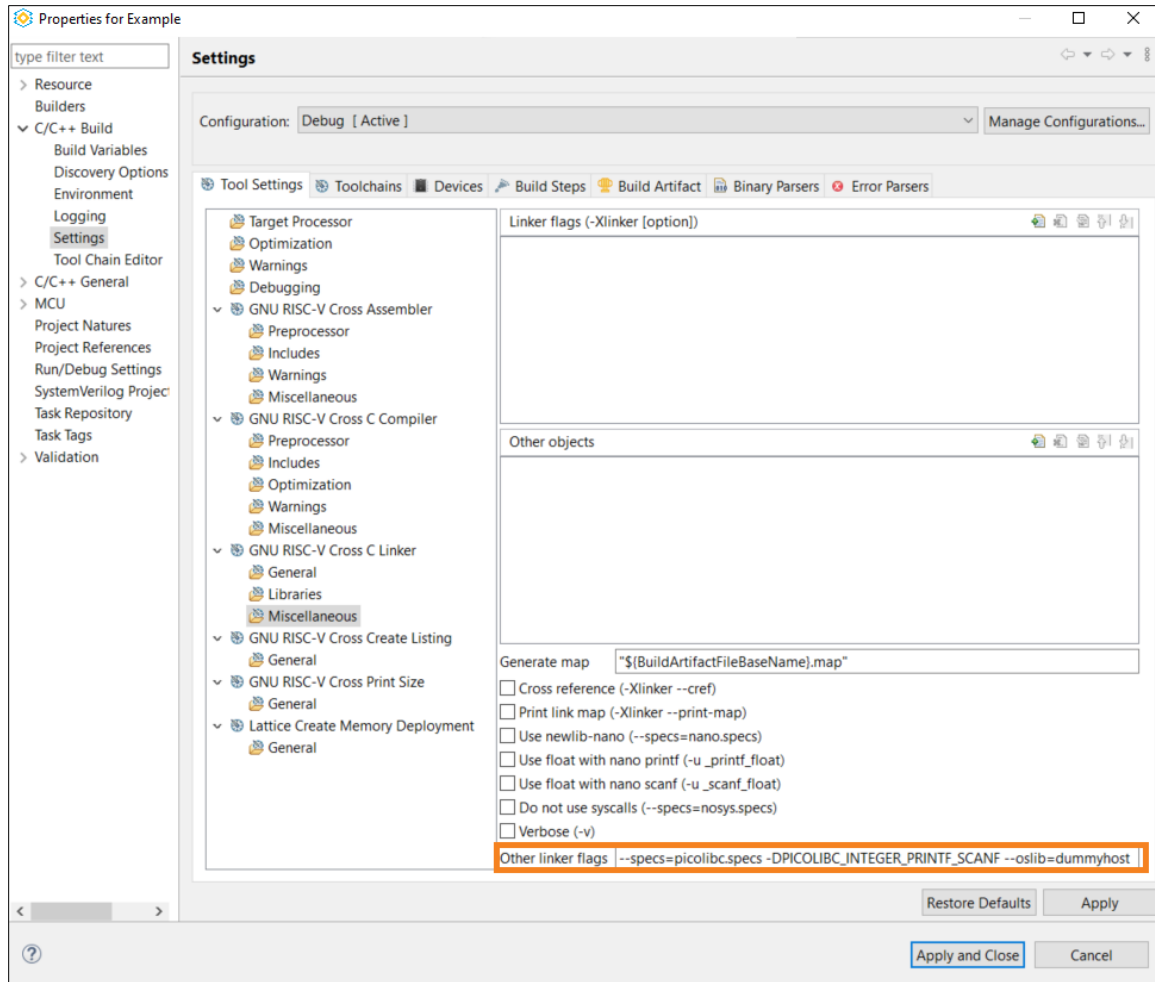 Properties for Example
type filter text
Resource
Builders
C/C++ Build
Build Variables
Discovery Options
Environment
Logging
Settings
Tool Chain Editor
C/C++ General
MCU
Project Natures
Project References
Run/Debug Settings
SystemVerilog Project
Task Repository
Task Tags
Validation
Settings
Configuration: Debug [ Active ]
Manage Configurations...
Tool Settings Toolchains Devices Build Steps Build Artifact Binary Parsers Error Parsers
Target Processor
Optimization
Warnings
Debugging
GNU RISC-V Cross Assembler
Preprocessor
Includes
Warnings
Miscellaneous
GNU RISC-V Cross C Compiler
Preprocessor
Includes
Optimization
Warnings
Miscellaneous
GNU RISC-V Cross C Linker
General
Libraries
Miscellaneous
GNU RISC-V Cross Create Listing
General
GNU RISC-V Cross Print Size
General
Lattice Create Memory Deployment
General
Linker flags (-Xlinker [option])
Other objects
Generate map "${BuildArtifactFileBaseName}.map"
Cross reference (-Xlinker --cref)
Print link map (-Xlinker --print-map)
Use newlib-nano (--specs=nano.specs)
Use float with nano printf (-u _printf_float)
Use float with nano scanf (-u _scanf_float)
Do not use syscalls (--specs=nosys.specs)
Verbose (-v)
Other linker flags --specs=picolibc.specs -DPICOLIBC_INTEGER_PRINTF_SCANF --oslib=dummyhost
Restore Defaults Apply
Apply and Close Cancel